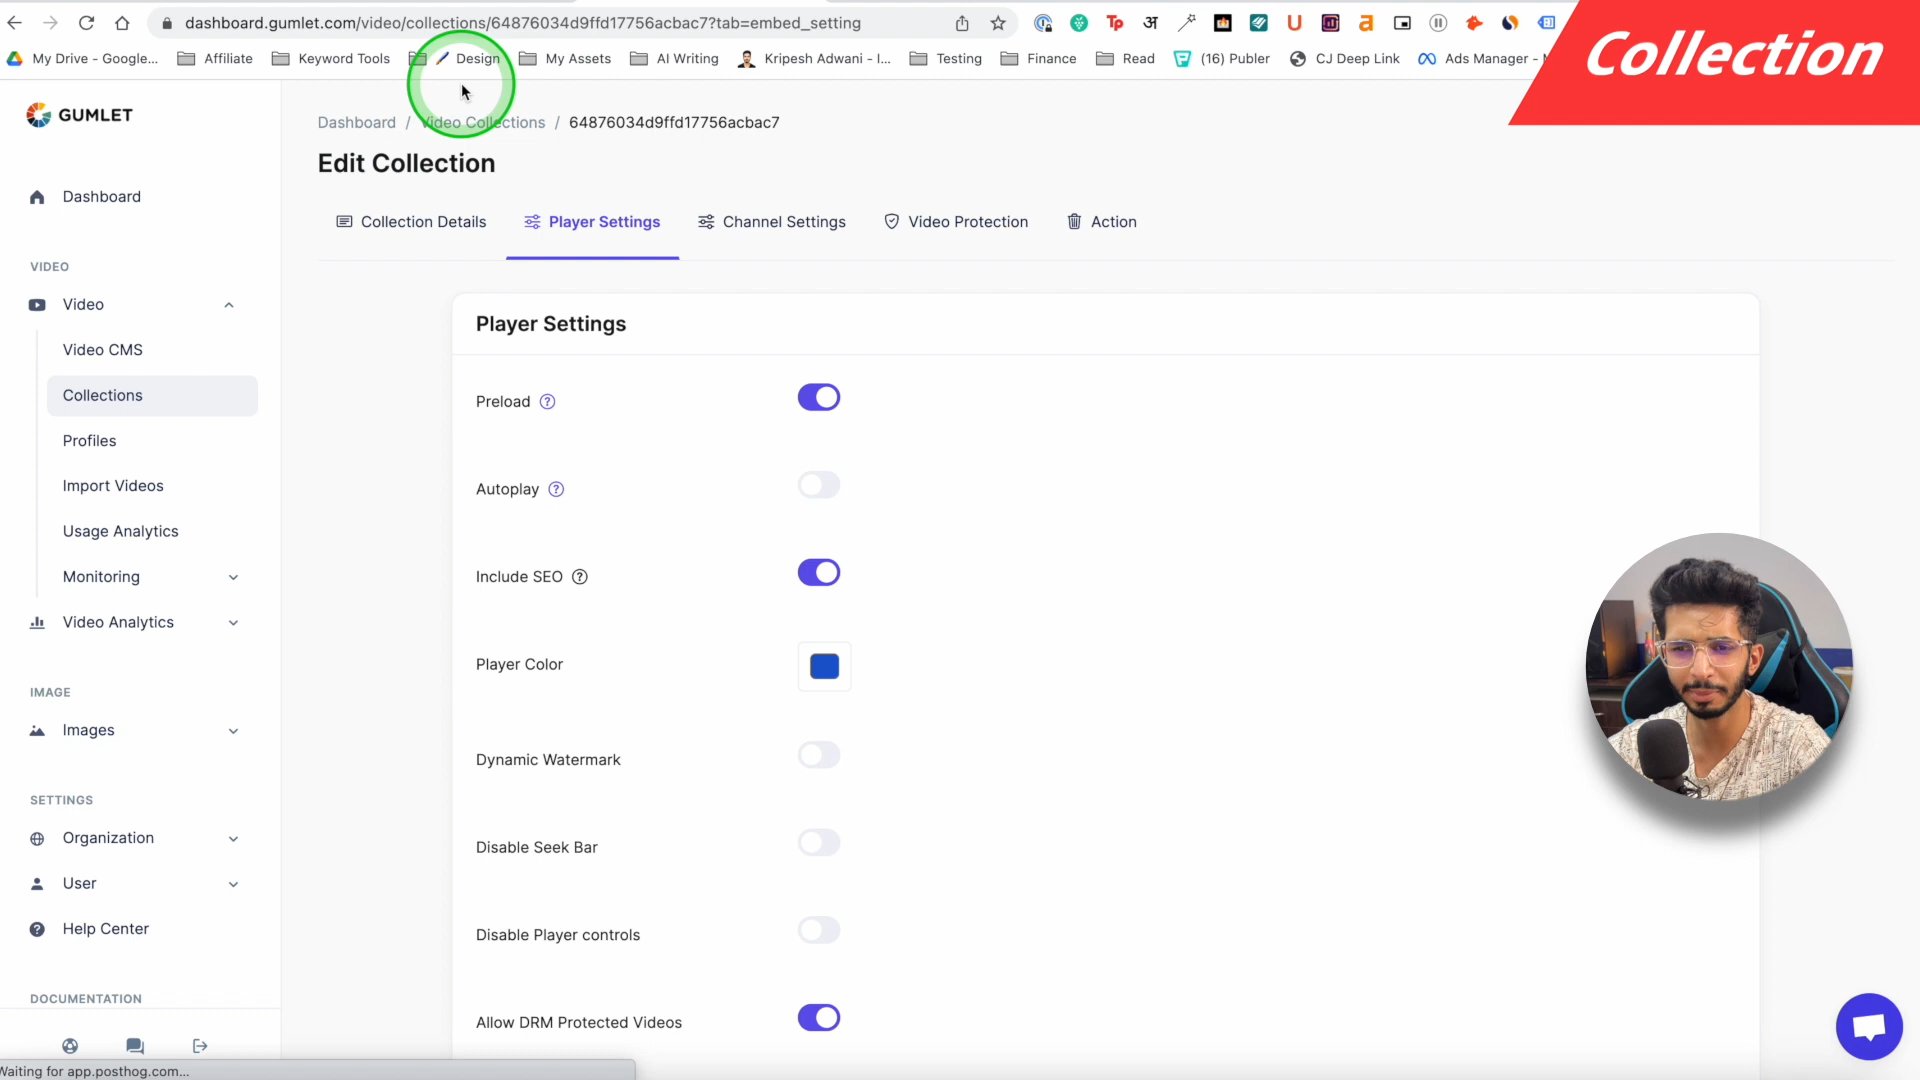 dashboard.gumlet.com/video/collections/64876034d9ffd17756acbac7?tab=embed_setting
My Drive - Google...
Affiliate
Keyword Tools
Design
My Assets
AI Writing
Kripesh Adwani - I...
Testing
Finance
Read
(16) Publer
CJ Deep Link
Ads Manager -
Collection
GUMLET
Dashboard / Video Collections / 64876034d9ffd17756acbac7
Edit Collection
Collection Details
Player Settings
Channel Settings
Video Protection
Action
Dashboard
VIDEO
Video
Video CMS
Collections
Profiles
Import Videos
Usage Analytics
Monitoring
Video Analytics
IMAGE
Images
SETTINGS
Organization
User
Help Center
DOCUMENTATION
Player Settings
Preload
Autoplay
Include SEO
Player Color
Dynamic Watermark
Disable Seek Bar
Disable Player controls
Allow DRM Protected Videos
Waiting for app.posthog.com...